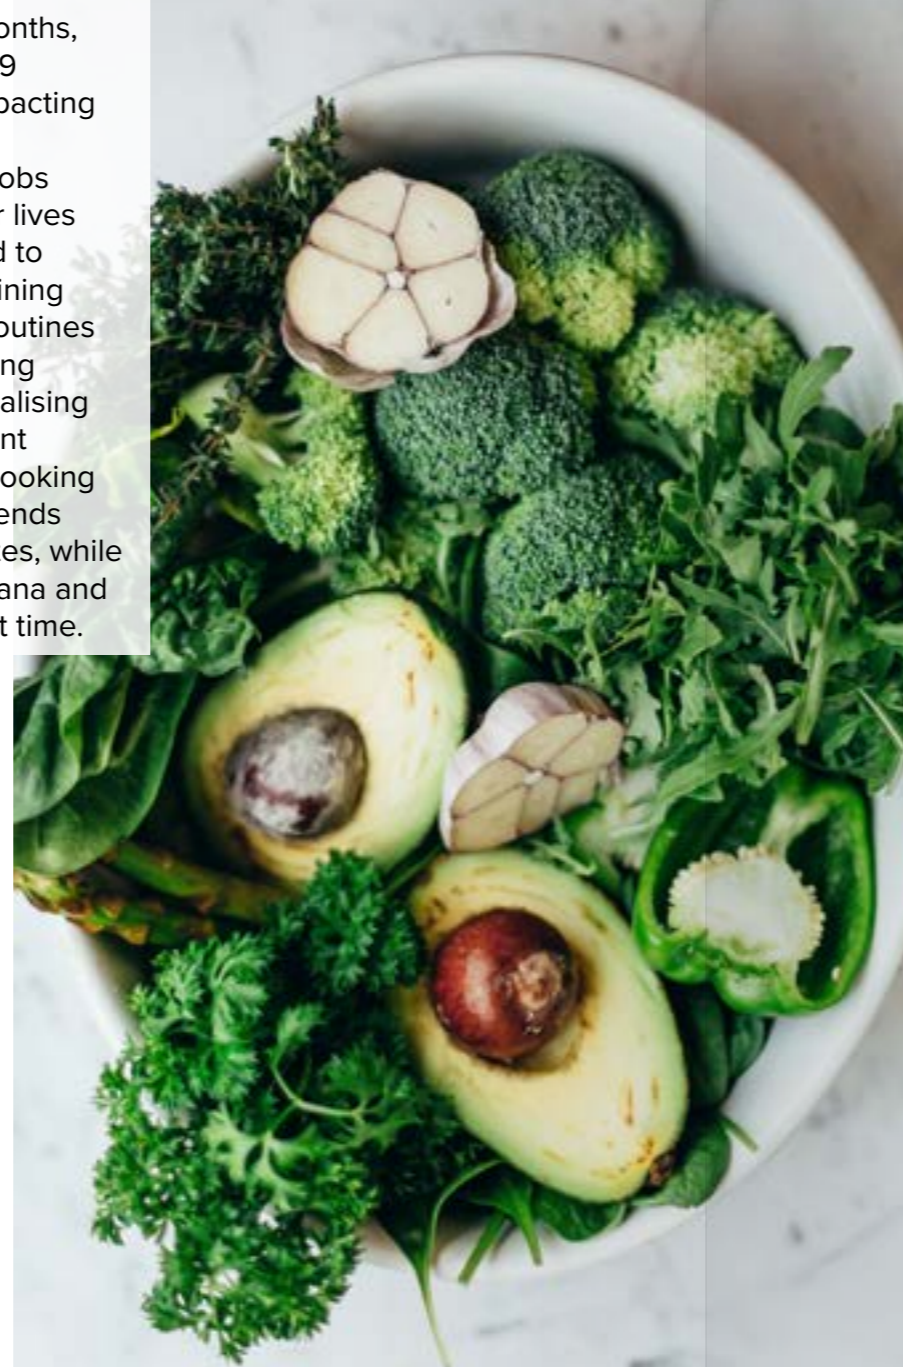 onths,
9
pacting
obs
r lives
d to
ining
outines
ng
alising
nt
ooking
ends
es, while
ana and
t time.